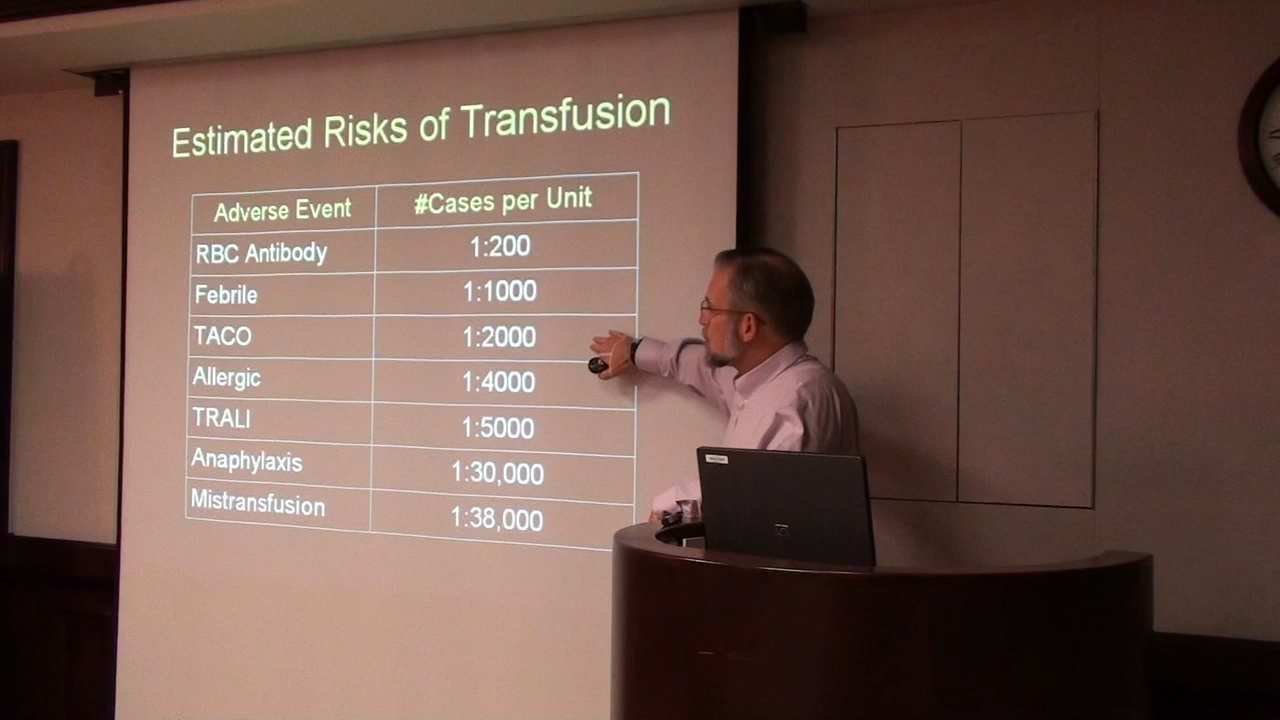 Estimated Risks of Transfusion
Adverse Event #Cases per Unit
RBC Antibody 1:200
Febrile 1:1000
TACO 1:2000
Allergic 1:4000
TRALI 1:5000
Anaphylaxis 1:30,000
Mistransfusion 1:38,000